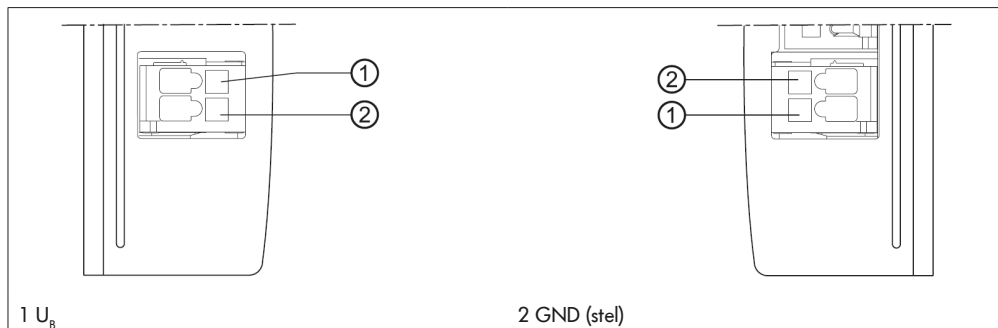 ① ②
② ①
1 U_B 2 GND (stel)